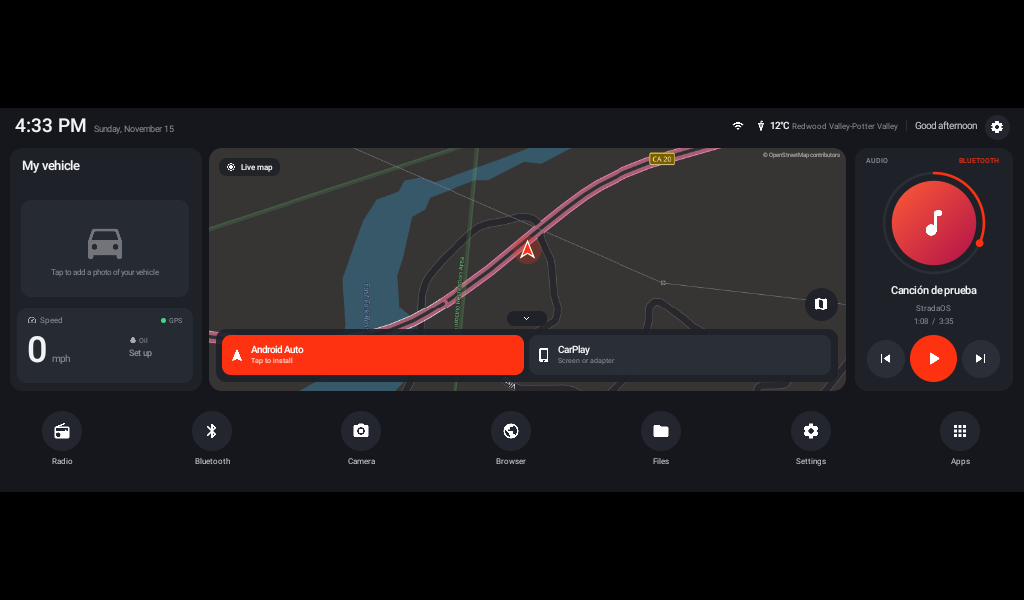 4:33 PM
Sunday, November 15
12°C Redwood Valley-Potter Valley
Good afternoon
My vehicle
Tap to add a photo of your vehicle
Speed
GPS
0 mph
Oil
Set up
Live map
CA 20
© OpenStreetMap contributors
Android Auto
Tap to install
CarPlay
Screen or adapter
AUDIO
BLUETOOTH
Canción de prueba
StradaOS
1:08 / 3:35
Radio
Bluetooth
Camera
Browser
Files
Settings
Apps